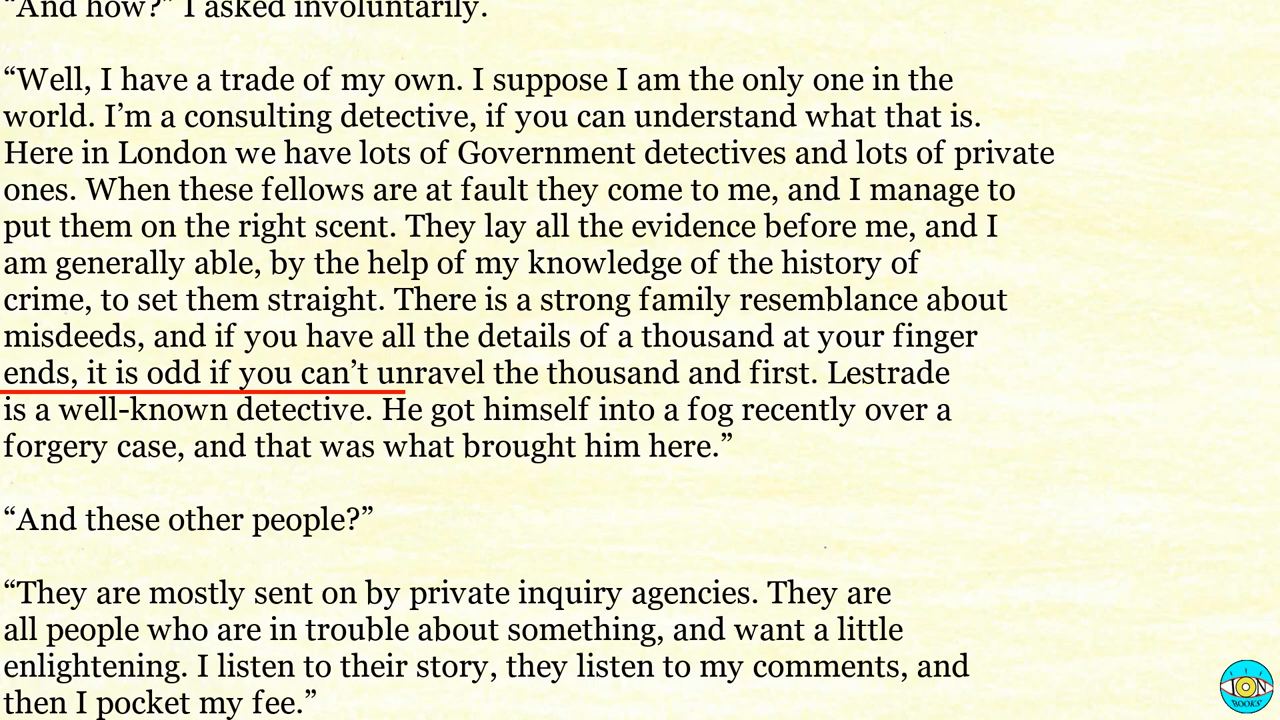 “And how?” I asked involuntarily.
“Well, I have a trade of my own. I suppose I am the only one in the
world. I’m a consulting detective, if you can understand what that is.
Here in London we have lots of Government detectives and lots of private
ones. When these fellows are at fault they come to me, and I manage to
put them on the right scent. They lay all the evidence before me, and I
am generally able, by the help of my knowledge of the history of
crime, to set them straight. There is a strong family resemblance about
misdeeds, and if you have all the details of a thousand at your finger
ends, it is odd if you can’t unravel the thousand and first. Lestrade
is a well-known detective. He got himself into a fog recently over a
forgery case, and that was what brought him here.”
“And these other people?”
“They are mostly sent on by private inquiry agencies. They are
all people who are in trouble about something, and want a little
enlightening. I listen to their story, they listen to my comments, and
then I pocket my fee.”
ION
BOOKS